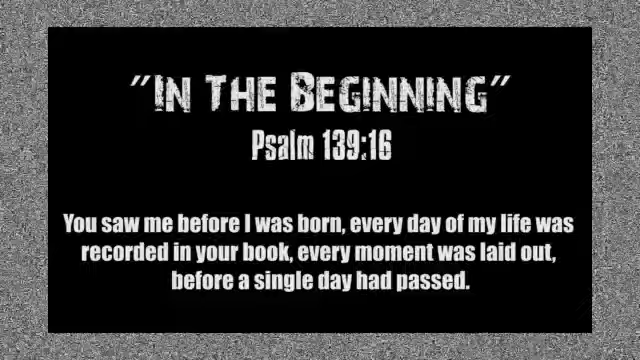 "In The Beginning"
Psalm 139:16
You saw me before I was born, every day of my life was
recorded in your book, every moment was laid out,
before a single day had passed.